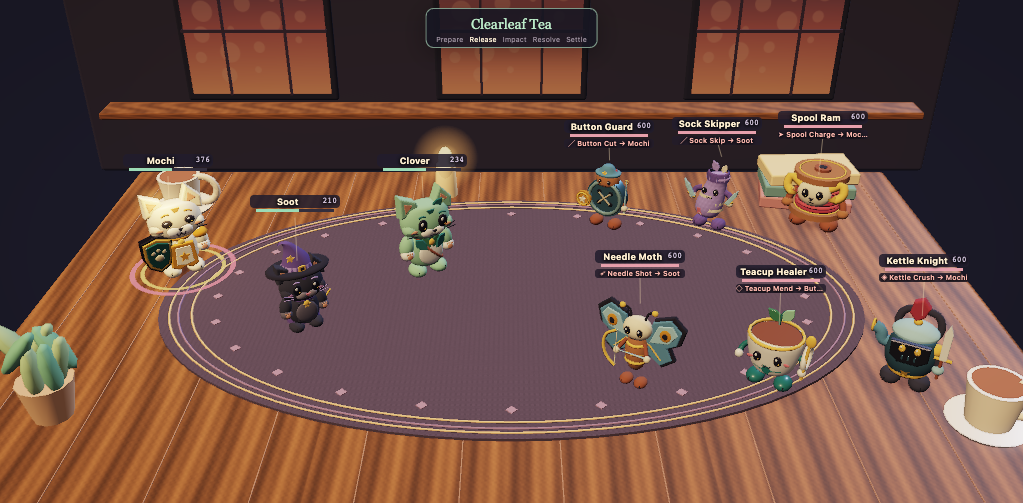 Clearleaf Tea
Prepare Release Impact Resolve Settle
Button Guard 600
Button Cut → Mochi
Sock Skipper 600
Sock Skip → Soot
Spool Ram 600
Spool Charge → Moc...
Mochi 376
Clover 234
Soot 210
Needle Moth 600
Needle Shot → Soot
Teacup Healer 600
Teacup Mend → But...
Kettle Knight 600
Kettle Crush → Mochi